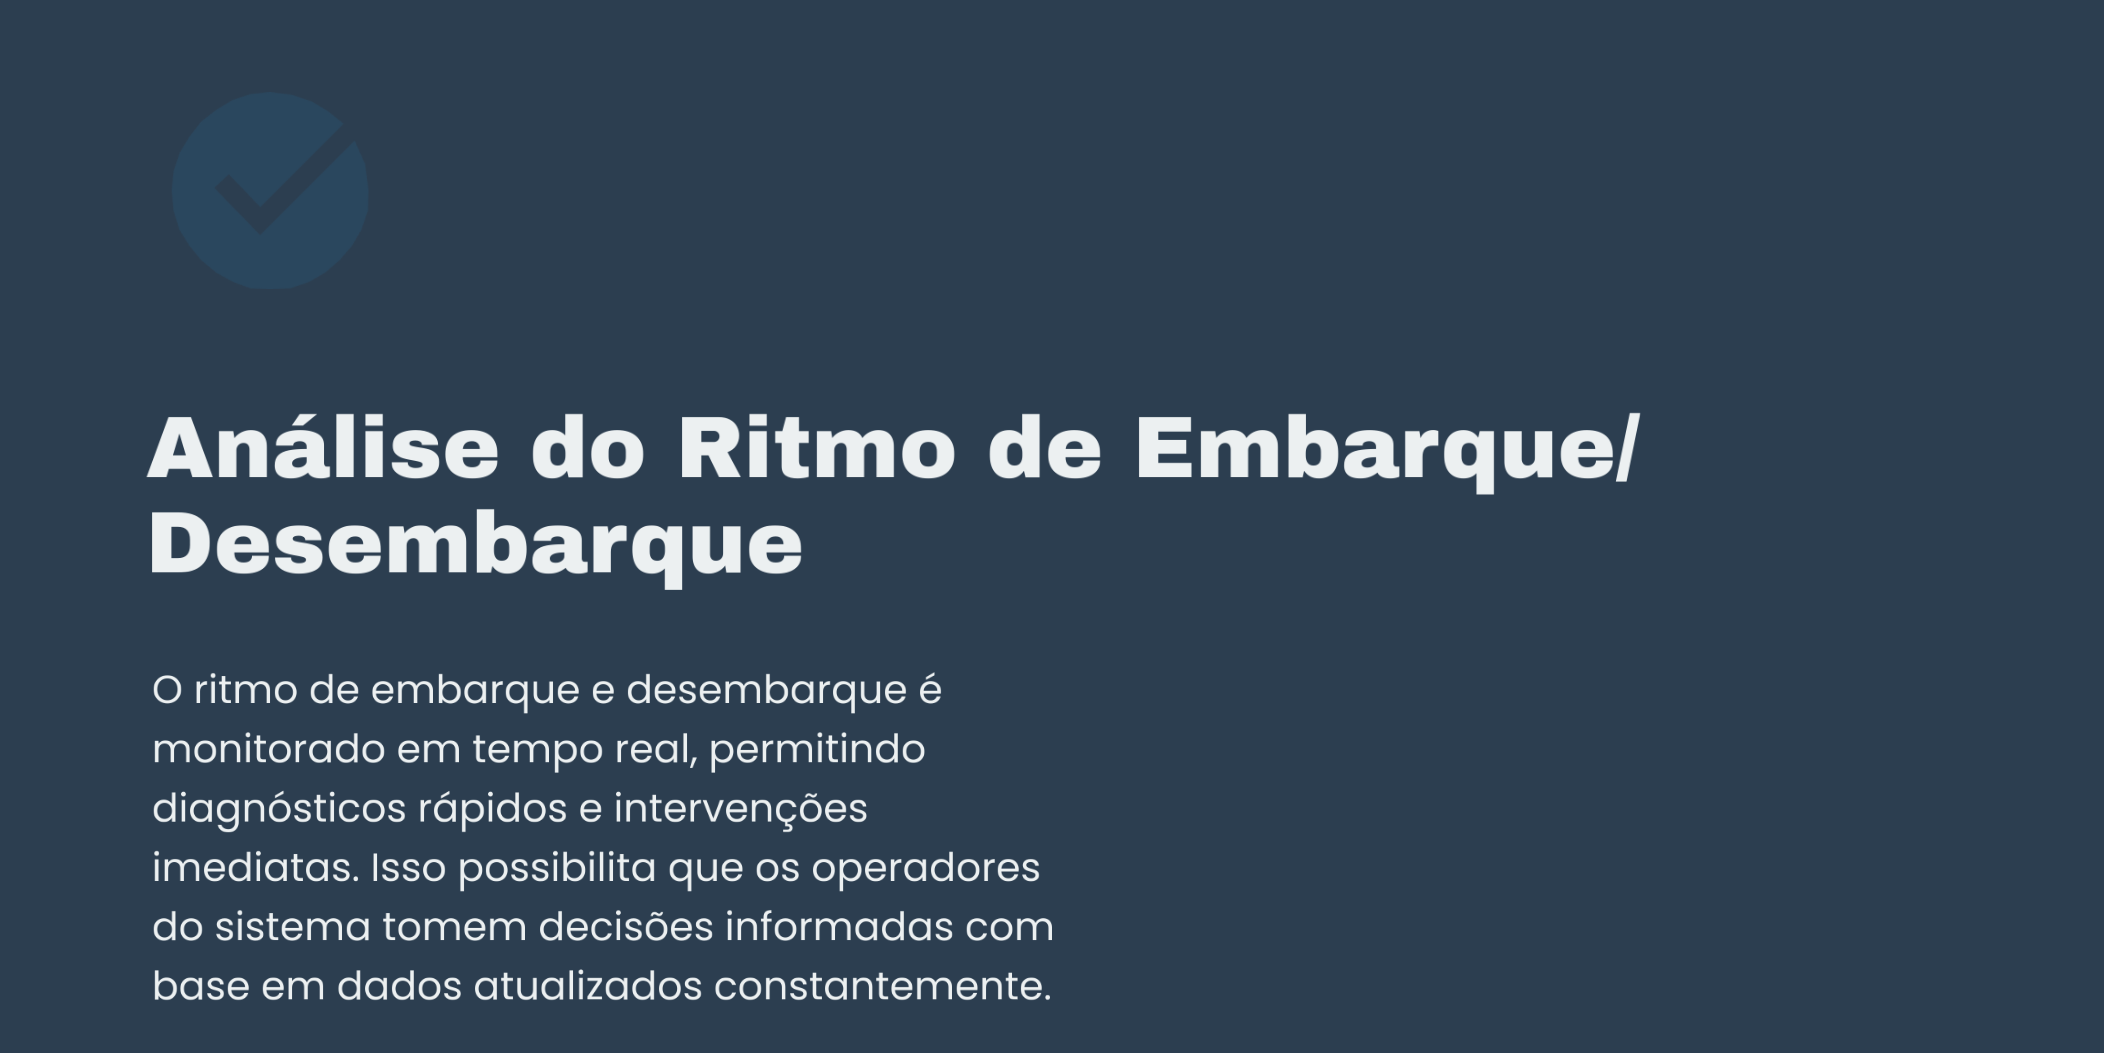 Análise do Ritmo de Embarque/
Desembarque
O ritmo de embarque e desembarque é
monitorado em tempo real, permitindo
diagnósticos rápidos e intervenções
imediatas. Isso possibilita que os operadores
do sistema tomem decisões informadas com
base em dados atualizados constantemente.